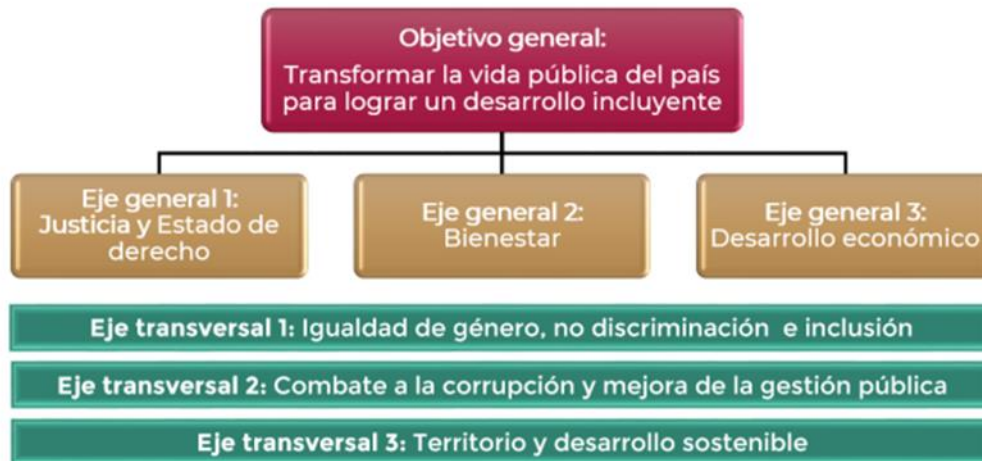 Objetivo general:
Transformar la vida pública del país
para lograr un desarrollo incluyente
Eje general 1:
Justicia y Estado de
derecho
Eje general 2:
Bienestar
Eje general 3:
Desarrollo económico
Eje transversal 1: Igualdad de género, no discriminación e inclusión
Eje transversal 2: Combate a la corrupción y mejora de la gestión pública
Eje transversal 3: Territorio y desarrollo sostenible